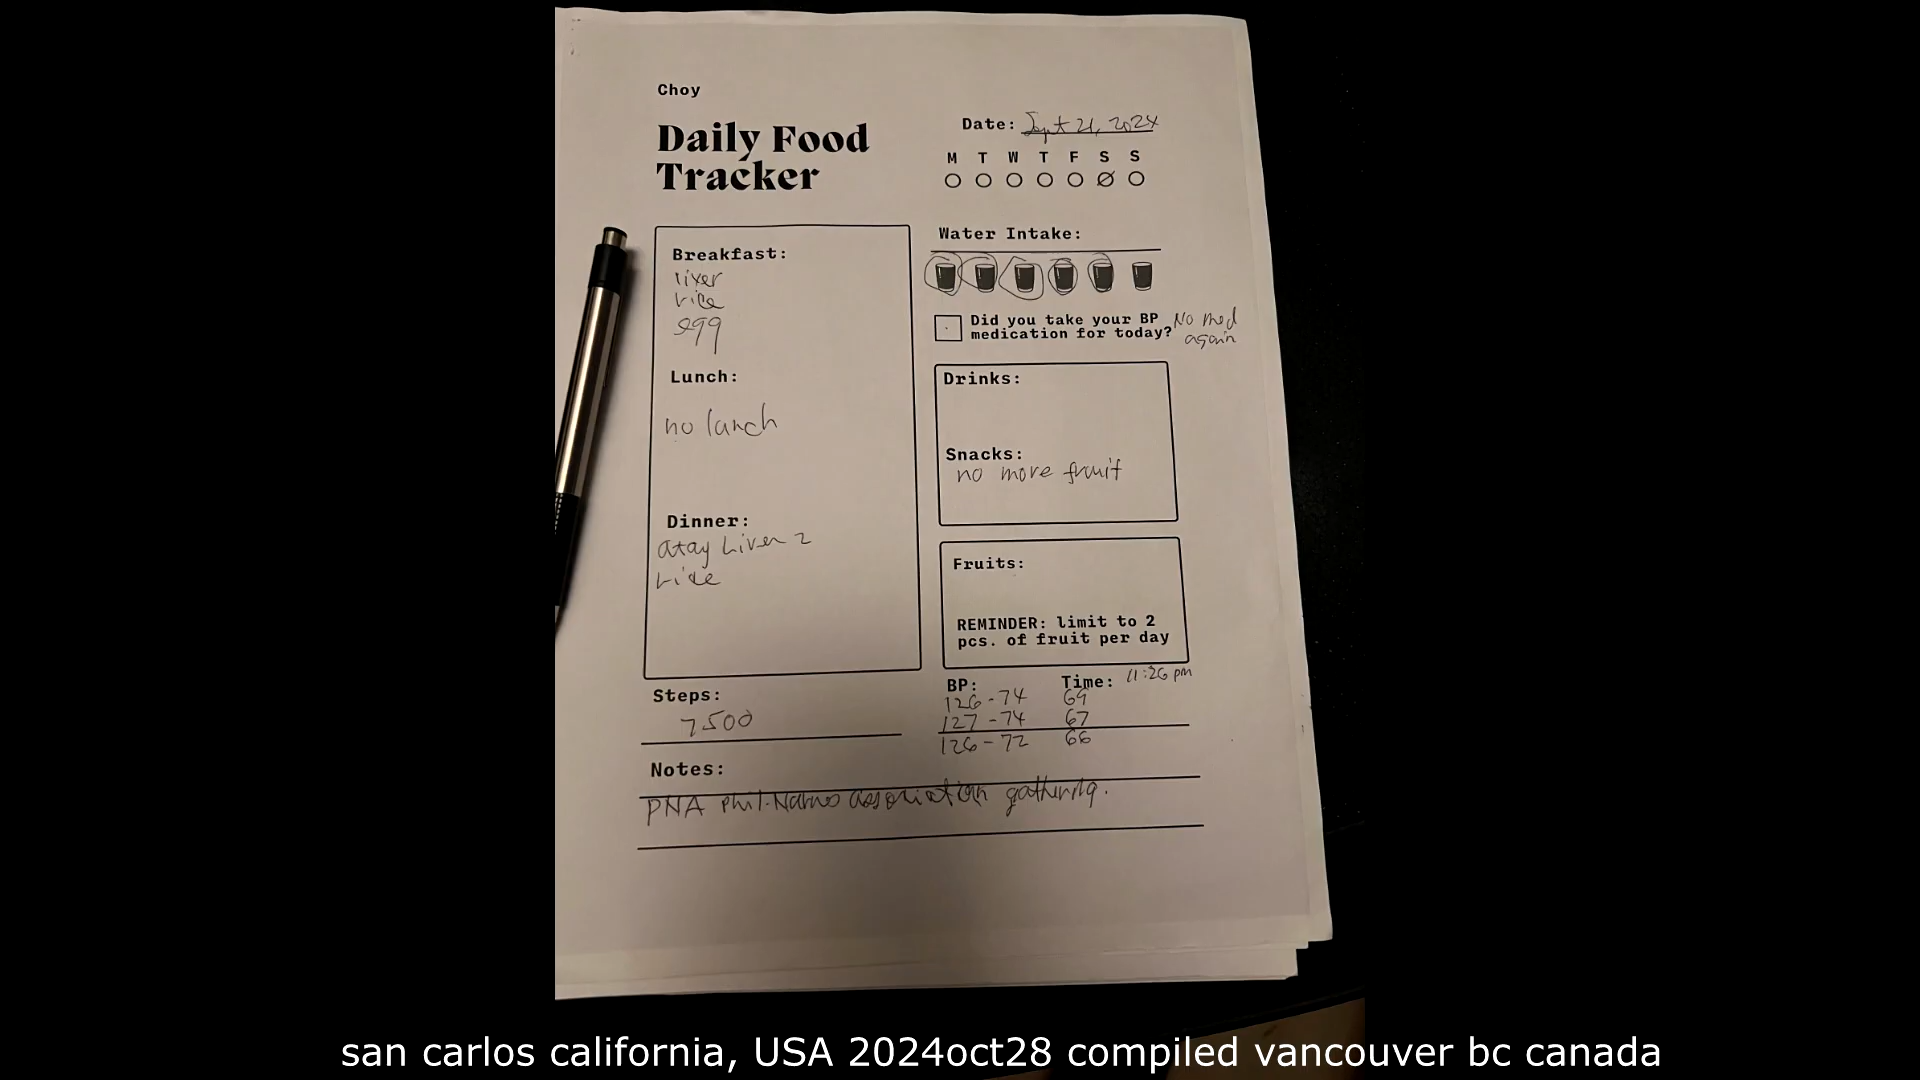 Choy
Daily Food
Tracker
Date: Sept 21, 2024
M T W T F S S
Breakfast:
liver
rice
egg
Lunch:
no lunch
Dinner:
atay Liver 2
rice
Water Intake:
Did you take your BP
medication for today?
No med
again
Drinks:
Snacks:
no more fruit
Fruits:
REMINDER: limit to 2
pcs. of fruit per day
Steps:
7500
BP: Time: 11:26 pm
126-74 69
127-74 67
126-72 66
Notes:
PNA Phil. association gathering.
san carlos california, USA 2024oct28 compiled vancouver bc canada